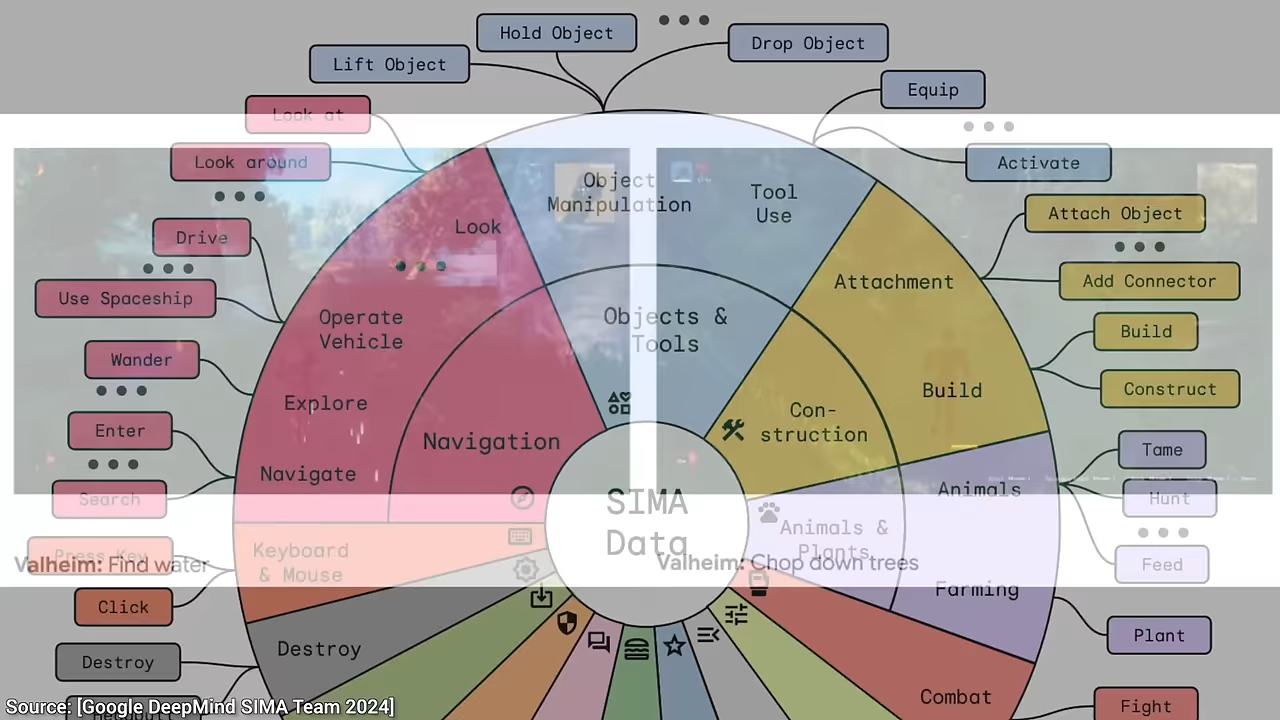 Hold Object
Drop Object
Lift Object
Equip
Look at
Look around
Activate
Object
Manipulation
Tool
Use
Attach Object
Look
Drive
Attachment
Add Connector
Use Spaceship
Operate
Vehicle
Objects &
Tools
Build
Wander
Explore
Build
Construct
Con-
struction
Enter
Navigation
Navigate
Animals
Tame
Search
SIMA
Data
Hunt
Press Key
Keyboard
& Mouse
Animals &
Plants
Feed
Valheim: Find water
Valheim: Chop down trees
Farming
Click
Plant
Destroy
Destroy
Combat
Fight
Source: [Google DeepMind SIMA Team 2024]